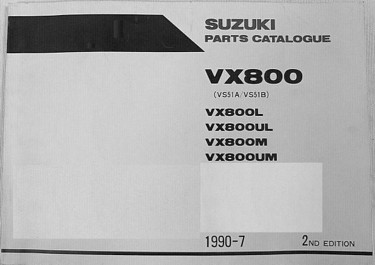 SUZUKI
PARTS CATALOGUE
VX800
(VS51A/VS51B)
VX800L
VX800UL
VX800M
VX800UM
1990-7 2ND EDITION